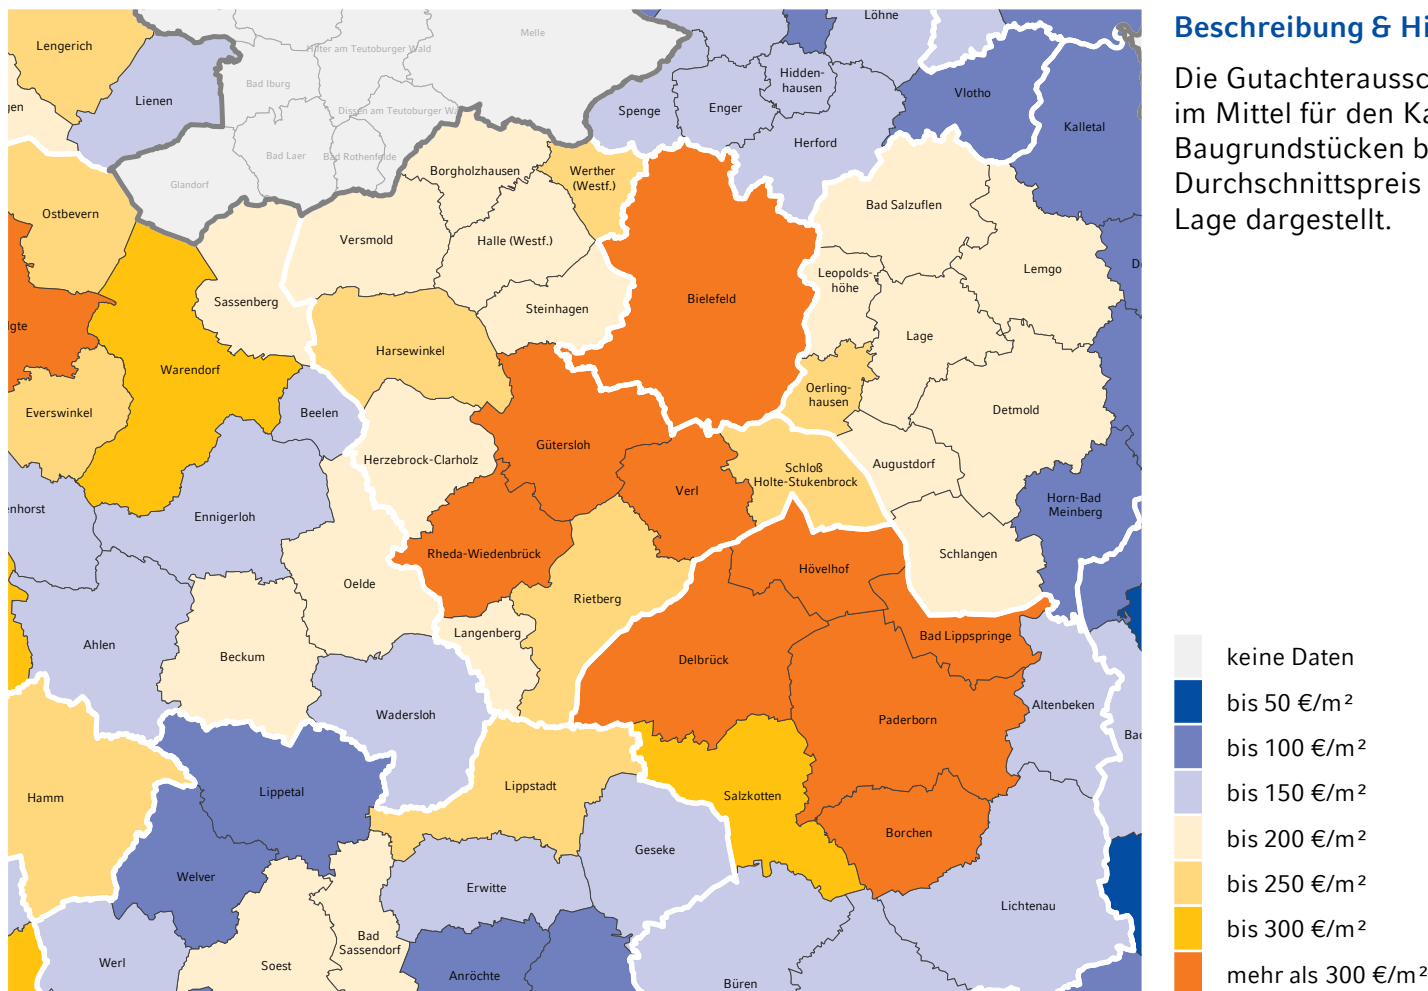 Lengerich
Hilter am Teutoburger Wald
Melle
Löhne
Bad Iburg
Hidden-
hausen
gen
Lienen
Dissen am Teutoburger Wa
Spenge
Enger
Vlotho
Kalletal
Herford
Bad Laer
Bad Rothenfelde
Borgholzhausen
Werther
(Westf.)
Glandorf
Ostbevern
Bad Salzuflen
Versmold
Halle (Westf.)
Lemgo
Leopolds-
höhe
Sassenberg
Bielefeld
Steinhagen
lgte
Lage
Harsewinkel
Warendorf
Oerling-
hausen
Everswinkel
Beelen
Detmold
Gütersloh
Herzebrock-Clarholz
Augustdorf
Schloß
Holte-Stukenbrock
Verl
Horn-Bad
Meinberg
enhorst
Ennigerloh
Rheda-Wiedenbrück
Schlangen
Hövelhof
Oelde
Rietberg
Langenberg
Bad Lippspringe
Ahlen
Beckum
Delbrück
Wadersloh
Paderborn
Altenbeken
Bad
Hamm
Lippetal
Lippstadt
Salzkotten
Borchen
Geseke
Welver
Erwitte
Lichtenau
Bad
Sassendorf
Werl
Soest
Anröchte
Büren
Beschreibung & Hi
Die Gutachteraussc
im Mittel für den Ka
Baugrundstücken b
Durchschnittspreis
Lage dargestellt.
keine Daten
bis 50 €/m²
bis 100 €/m²
bis 150 €/m²
bis 200 €/m²
bis 250 €/m²
bis 300 €/m²
mehr als 300 €/m²